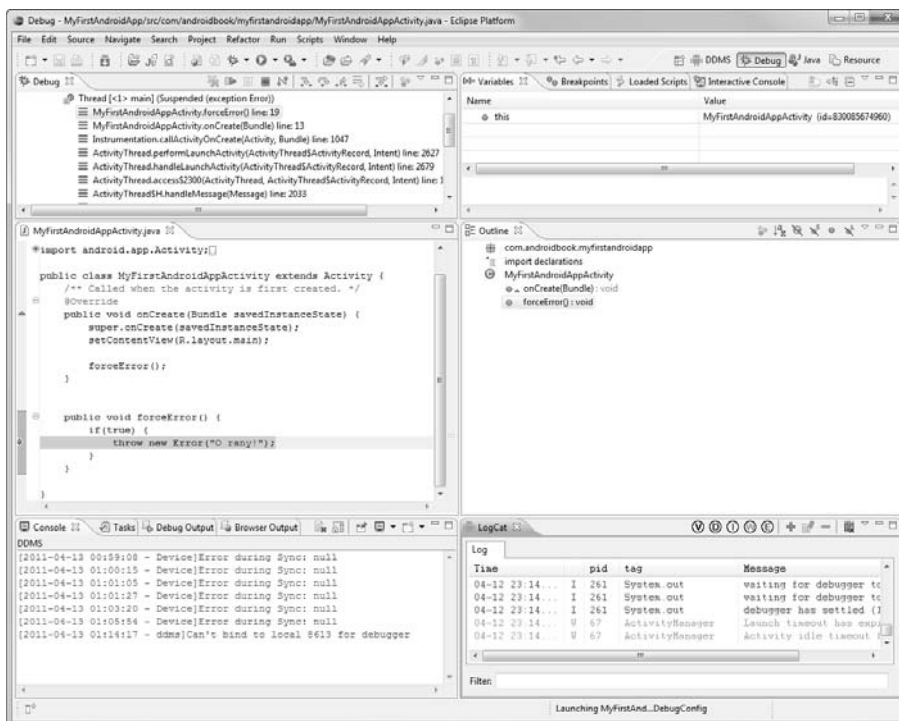 Debug - MyFirstAndroidApp/src/com/androidbook/myfirstandroidapp/MyFirstAndroidAppActivity.java - Eclipse Platform
File Edit Source Navigate Search Project Refactor Run Scripts Window Help
DDMS Debug Java Resource
Debug
Thread [<1> main] (Suspended (exception Error))
MyFirstAndroidAppActivity.forceError() line: 19
MyFirstAndroidAppActivity.onCreate(Bundle) line: 13
Instrumentation.callActivityOnCreate(Activity, Bundle) line: 1047
ActivityThread.performLaunchActivity(ActivityThread$ActivityRecord, Intent) line: 2627
ActivityThread.handleLaunchActivity(ActivityThread$ActivityRecord, Intent) line: 2679
ActivityThread.access$2300(ActivityThread, ActivityThread$ActivityRecord, Intent) line: 1
ActivityThread$H.handleMessage(Message) line: 2033
Variables Breakpoints Loaded Scripts Interactive Console
Name Value
this MyFirstAndroidAppActivity (id=830085674960)
MyFirstAndroidAppActivity.java
import android.app.Activity;
public class MyFirstAndroidAppActivity extends Activity {
/** Called when the activity is first created. */
@Override
public void onCreate(Bundle savedInstanceState) {
super.onCreate(savedInstanceState);
setContentView(R.layout.main);
forceError();
}
public void forceError() {
if(true) {
throw new Error("O rany!");
}
}
}
Outline
com.androidbook.myfirstandroidapp
import declarations
MyFirstAndroidAppActivity
onCreate(Bundle) : void
forceError() : void
Console Tasks Debug Output Browser Output
DDMS
[2011-04-13 00:59:08 - Device]Error during Sync: null
[2011-04-13 01:00:15 - Device]Error during Sync: null
[2011-04-13 01:01:05 - Device]Error during Sync: null
[2011-04-13 01:01:27 - Device]Error during Sync: null
[2011-04-13 01:03:20 - Device]Error during Sync: null
[2011-04-13 01:05:54 - Device]Error during Sync: null
[2011-04-13 01:14:17 - ddms]Can't bind to local 8613 for debugger
LogCat V D I W E
Log
Time pid tag Message
04-12 23:14... I 261 System.out waiting for debugger to
04-12 23:14... I 261 System.out waiting for debugger to
04-12 23:14... I 261 System.out debugger has settled (1
04-12 23:14... W 67 ActivityManager Launch timeout has expi
04-12 23:14... W 67 ActivityManager Activity idle timeout
Filter:
Launching MyFirstAnd...DebugConfig